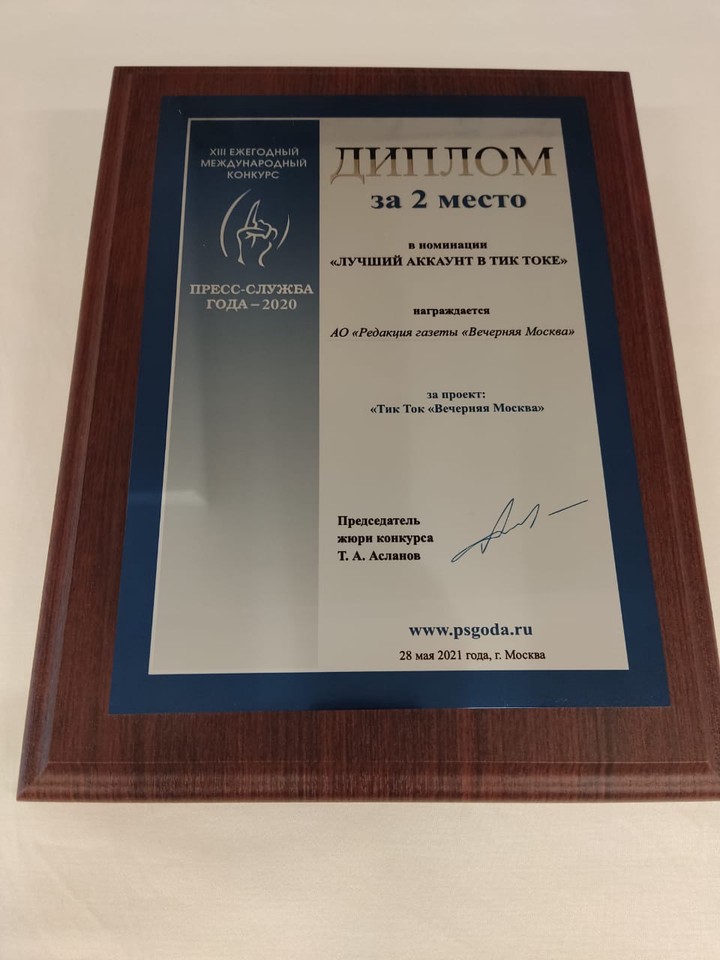 XIII ЕЖЕГОДНЫЙ
МЕЖДУНАРОДНЫЙ
КОНКУРС
ПРЕСС-СЛУЖБА
ГОДА – 2020
ДИПЛОМ
за 2 место
в номинации
«ЛУЧШИЙ АККАУНТ В ТИК ТОКЕ»
награждается
АО «Редакция газеты «Вечерняя Москва»
за проект:
«Тик Ток «Вечерняя Москва»
Председатель
жюри конкурса
Т. А. Асланов
www.psgoda.ru
28 мая 2021 года, г. Москва